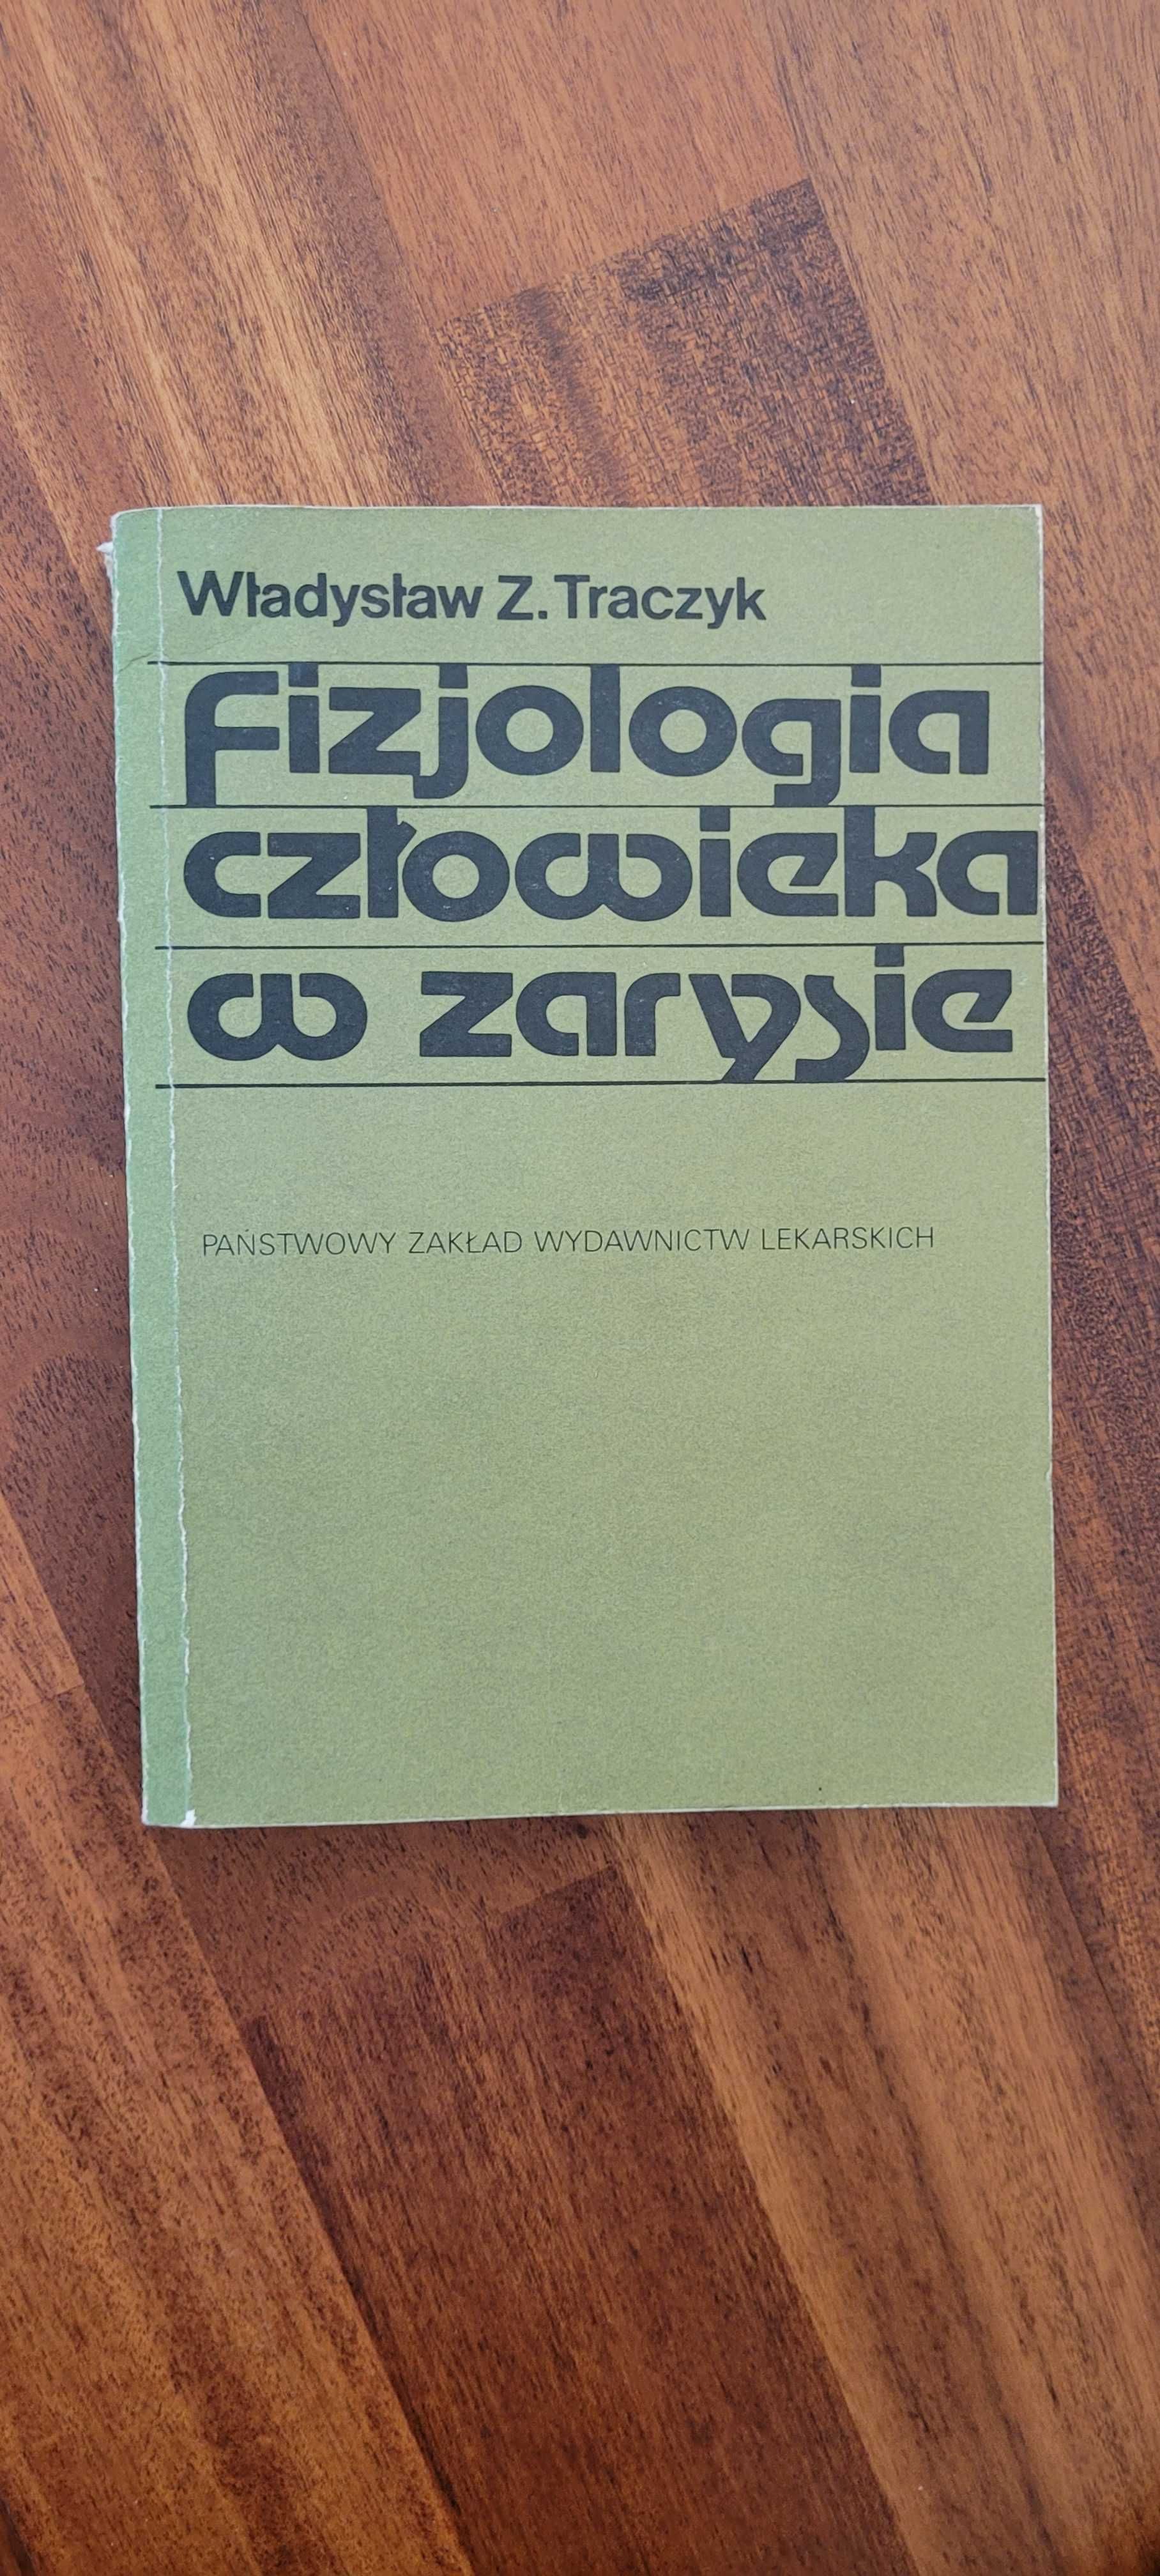 Władysław Z. Traczyk
Fizjologia
człowieka
w zarysie
PAŃSTWOWY ZAKŁAD WYDAWNICTW LEKARSKICH